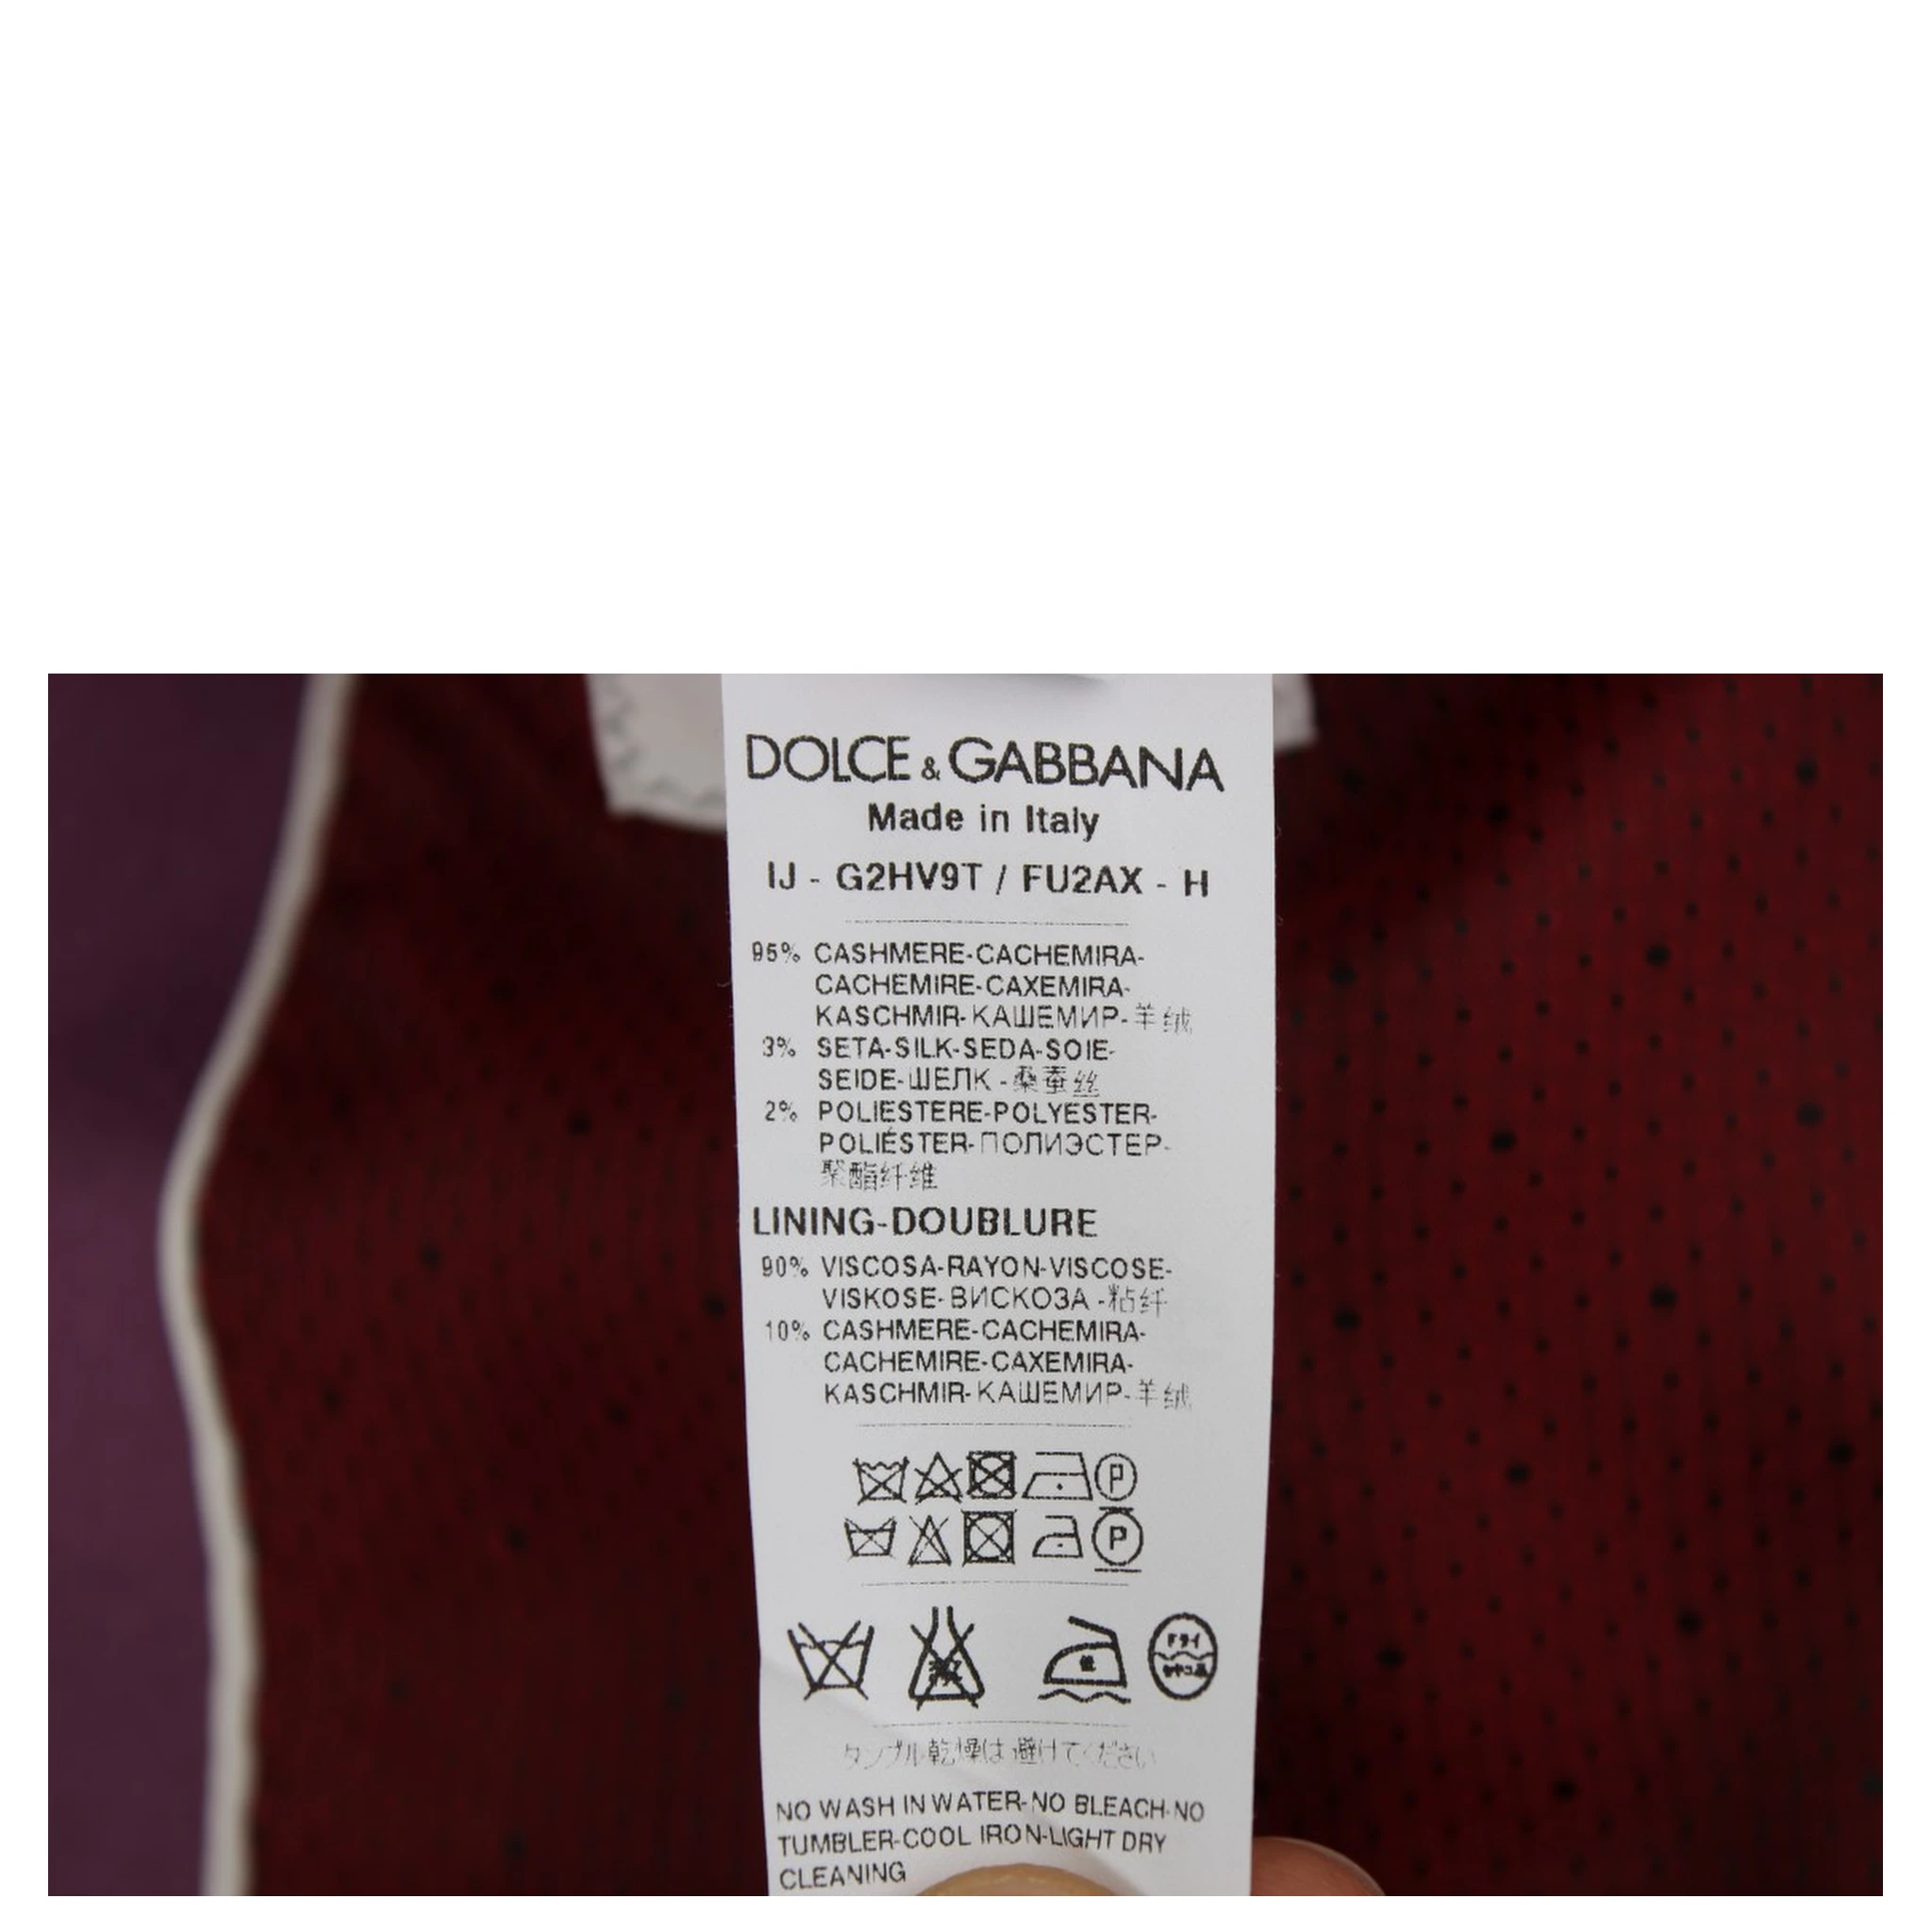 DOLCE & GABBANA
Made in Italy
IJ - G2HV9T / FU2AX - H
95% CASHMERE-CACHEMIRA-
CACHEMIRE-CAXEMIRA-
KASCHMIR-КАШЕМИР-羊绒
3% SETA-SILK-SEDA-SOIE-
SEIDE-ШЕЛК -桑蚕丝
2% POLIESTERE-POLYESTER-
POLIÉSTER-ПОЛИЭСТЕР-
聚酯纤维
LINING-DOUBLURE
90% VISCOSA-RAYON-VISCOSE-
VISKOSE-ВИСКОЗА -粘纤
10% CASHMERE-CACHEMIRA-
CACHEMIRE-CAXEMIRA-
KASCHMIR-КАШЕМИР-羊绒
P
P
低 ドライ
タンブル乾燥は避けてください
NO WASH IN WATER-NO BLEACH-NO
TUMBLER-COOL IRON-LIGHT DRY
CLEANING